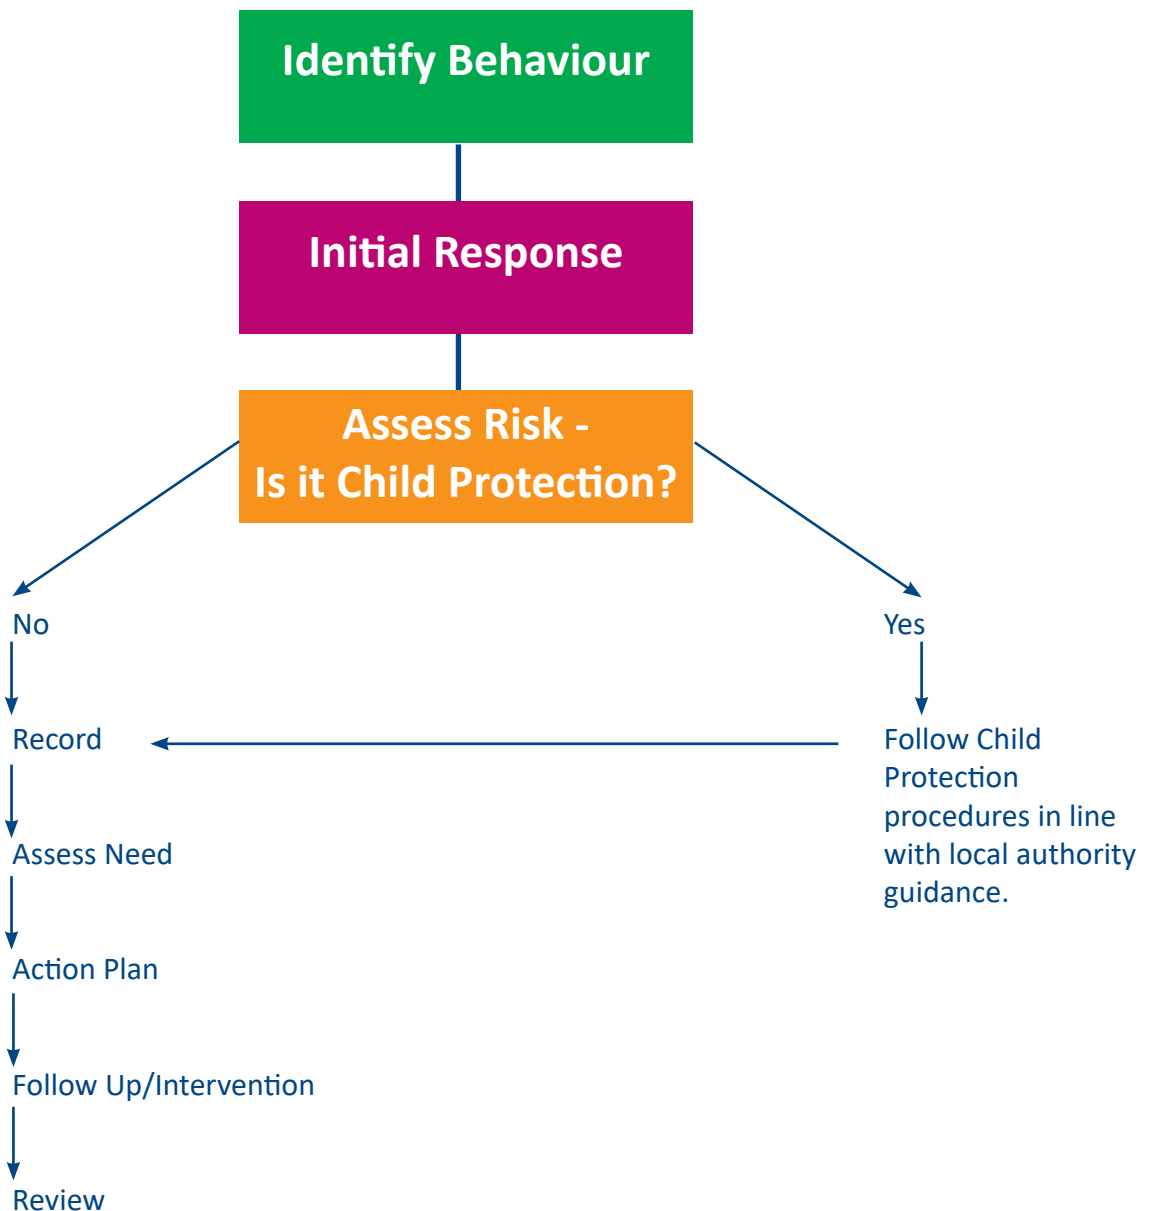 Identify Behaviour
Initial Response
Assess Risk -
Is it Child Protection?
No
Yes
Record
Follow Child
Protection
procedures in line
with local authority
guidance.
Assess Need
Action Plan
Follow Up/Intervention
Review